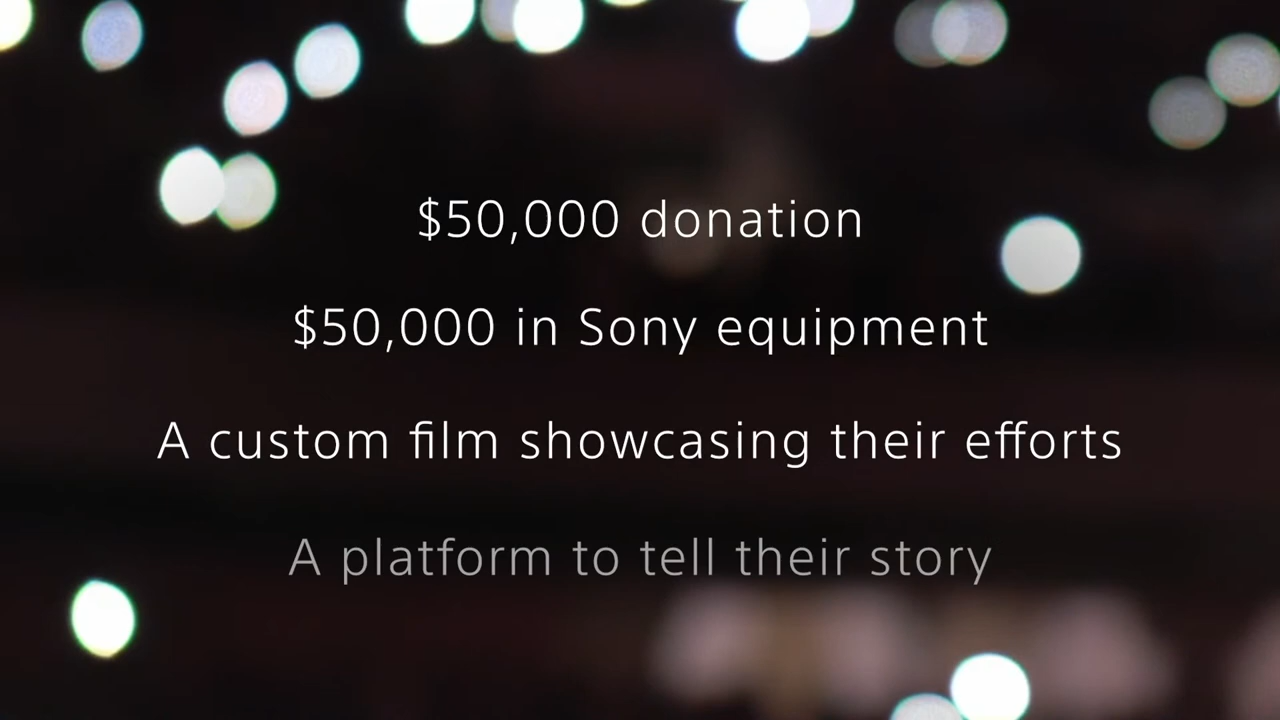 $50,000 donation
$50,000 in Sony equipment
A custom film showcasing their efforts
A platform to tell their story